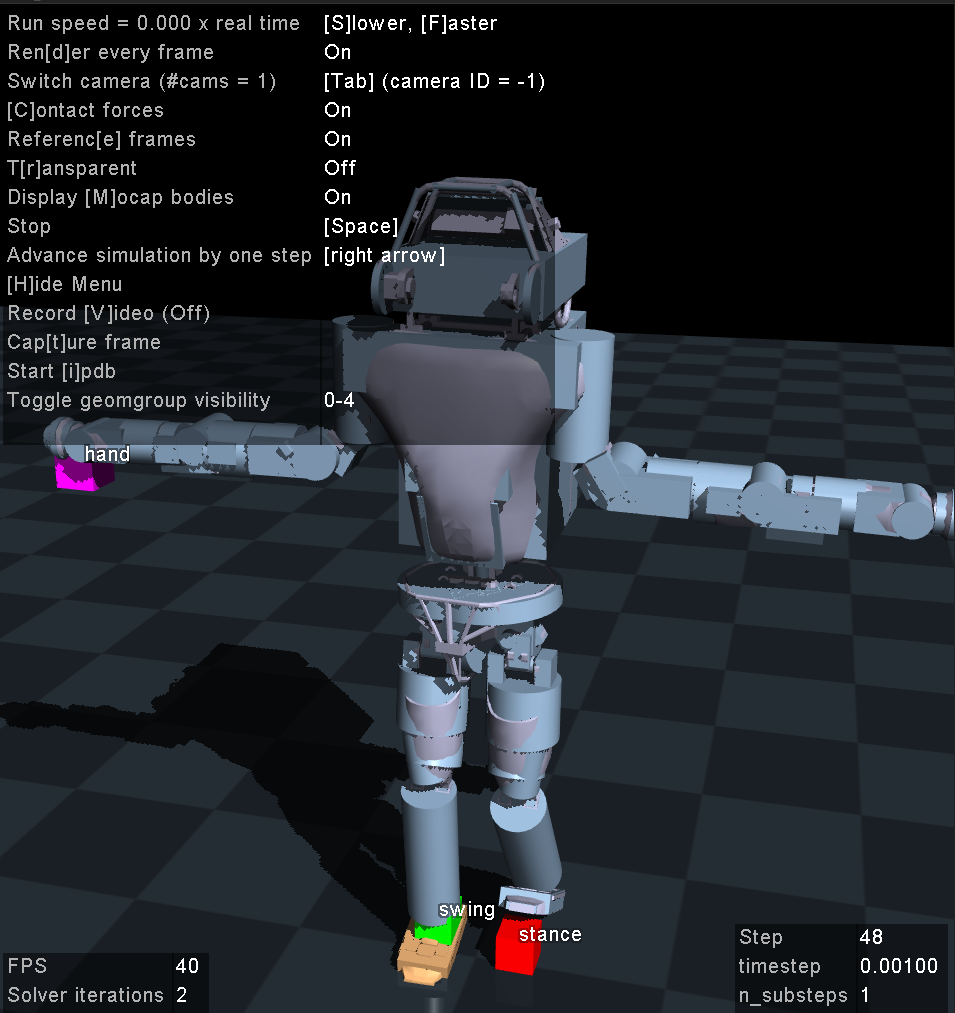 Run speed = 0.000 x real time [S]lower, [F]aster
Ren[d]er every frame On
Switch camera (#cams = 1) [Tab] (camera ID = -1)
[C]ontact forces On
Referenc[e] frames On
T[r]ansparent Off
Display [M]ocap bodies On
Stop [Space]
Advance simulation by one step [right arrow]
[H]ide Menu
Record [V]ideo (Off)
Cap[t]ure frame
Start [i]pdb
Toggle geomgroup visibility 0-4
hand
swing
stance
FPS 40
Solver iterations 2
Step 48
timestep 0.00100
n_substeps 1